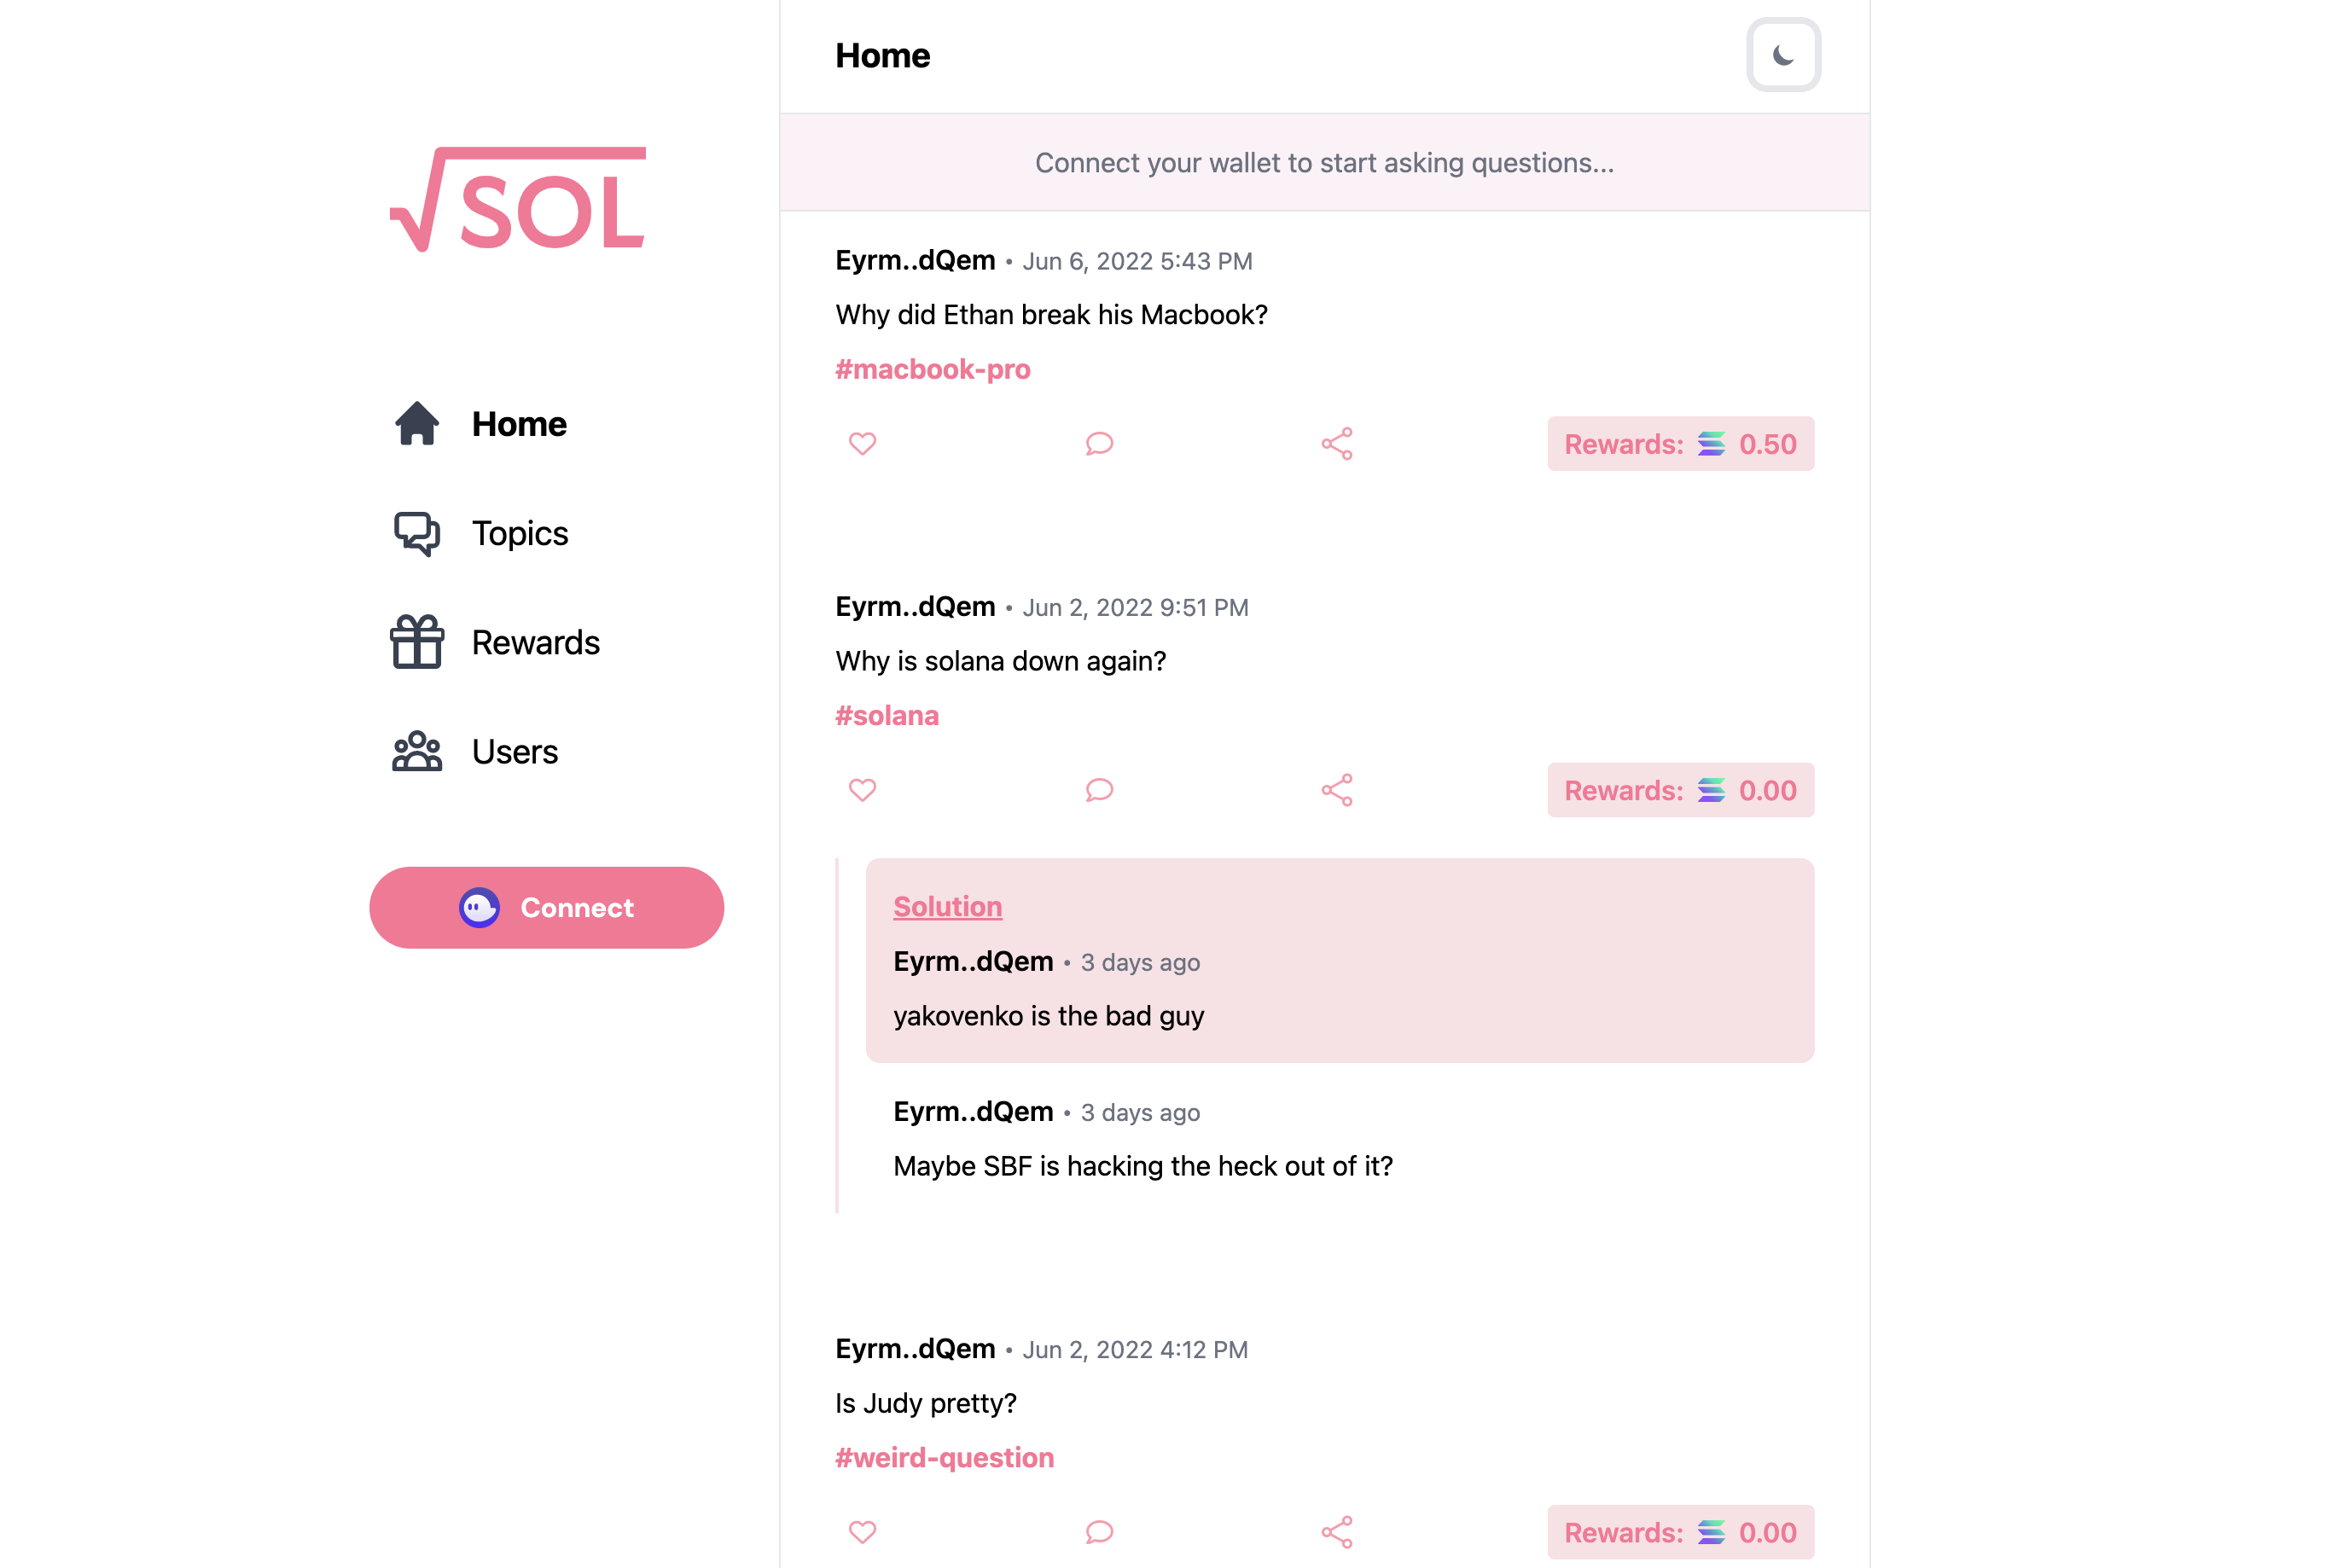 √SOL
Home
Topics
Rewards
Users
Connect
Home
Connect your wallet to start asking questions...
Eyrm..dQem • Jun 6, 2022 5:43 PM
Why did Ethan break his Macbook?
#macbook-pro
Rewards: 0.50
Eyrm..dQem • Jun 2, 2022 9:51 PM
Why is solana down again?
#solana
Rewards: 0.00
Solution
Eyrm..dQem • 3 days ago
yakovenko is the bad guy
Eyrm..dQem • 3 days ago
Maybe SBF is hacking the heck out of it?
Eyrm..dQem • Jun 2, 2022 4:12 PM
Is Judy pretty?
#weird-question
Rewards: 0.00